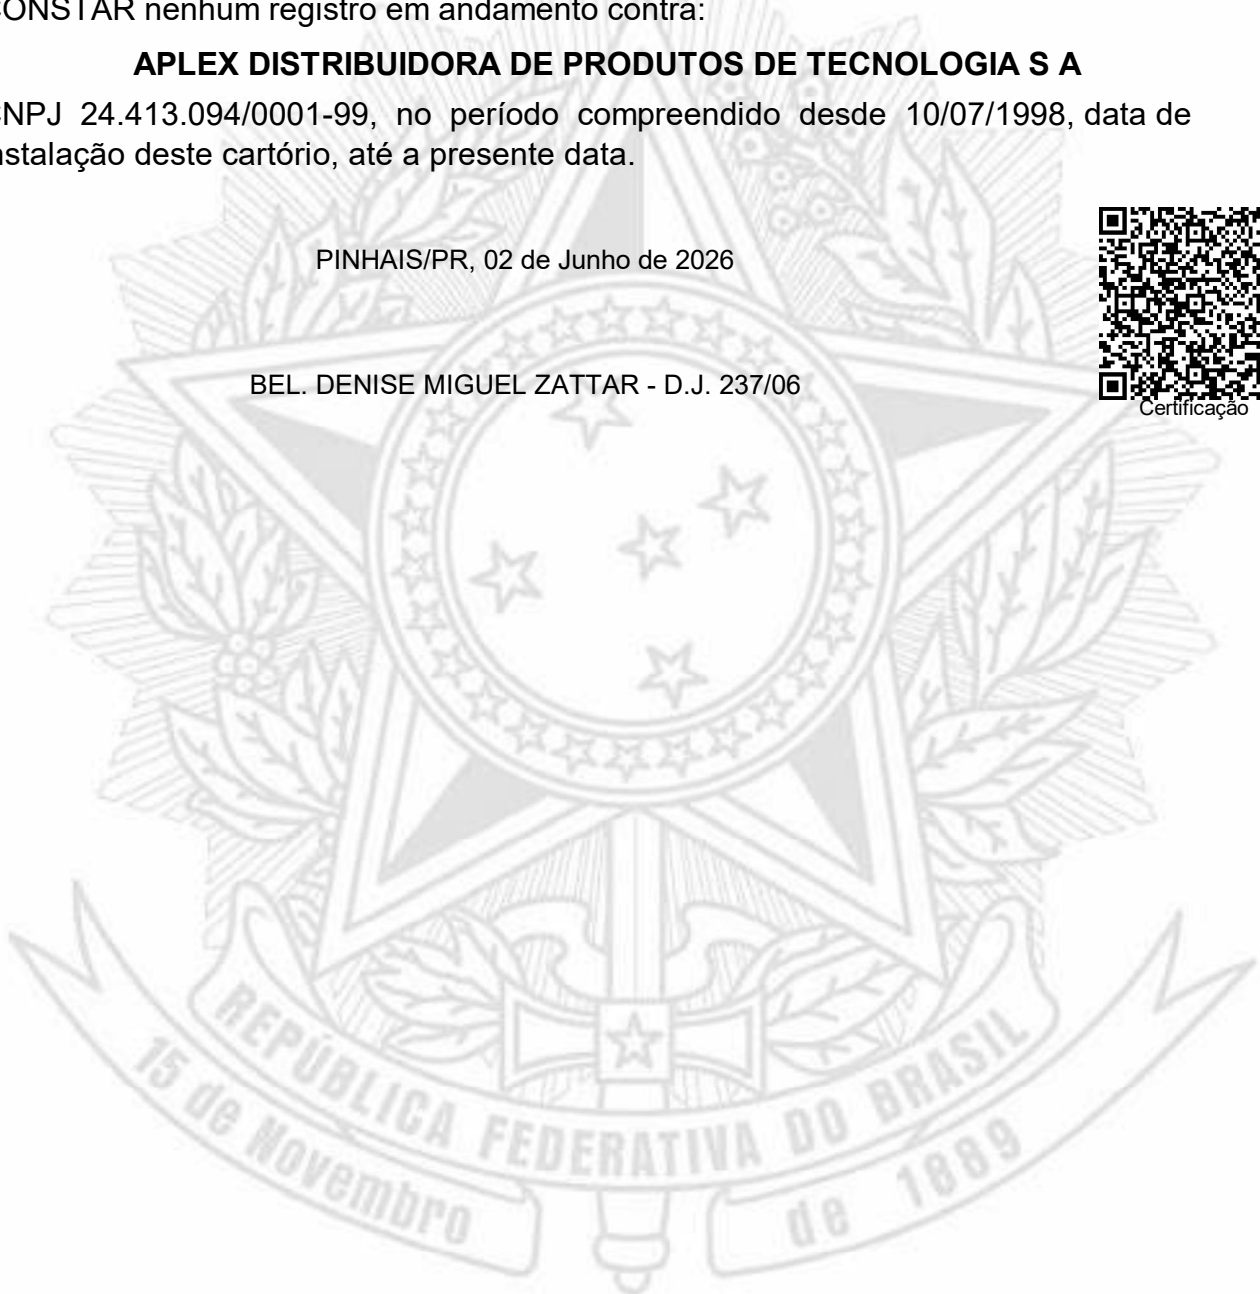 CONSTAR nenhum registro em andamento contra:
APLEX DISTRIBUIDORA DE PRODUTOS DE TECNOLOGIA S A
CNPJ 24.413.094/0001-99, no período compreendido desde 10/07/1998, data de
nstalação deste cartório, até a presente data.
PINHAIS/PR, 02 de Junho de 2026
BEL. DENISE MIGUEL ZATTAR - D.J. 237/06
Certificação
REPÚBLICA FEDERATIVA DO BRASIL
15 de Novembro de 1889